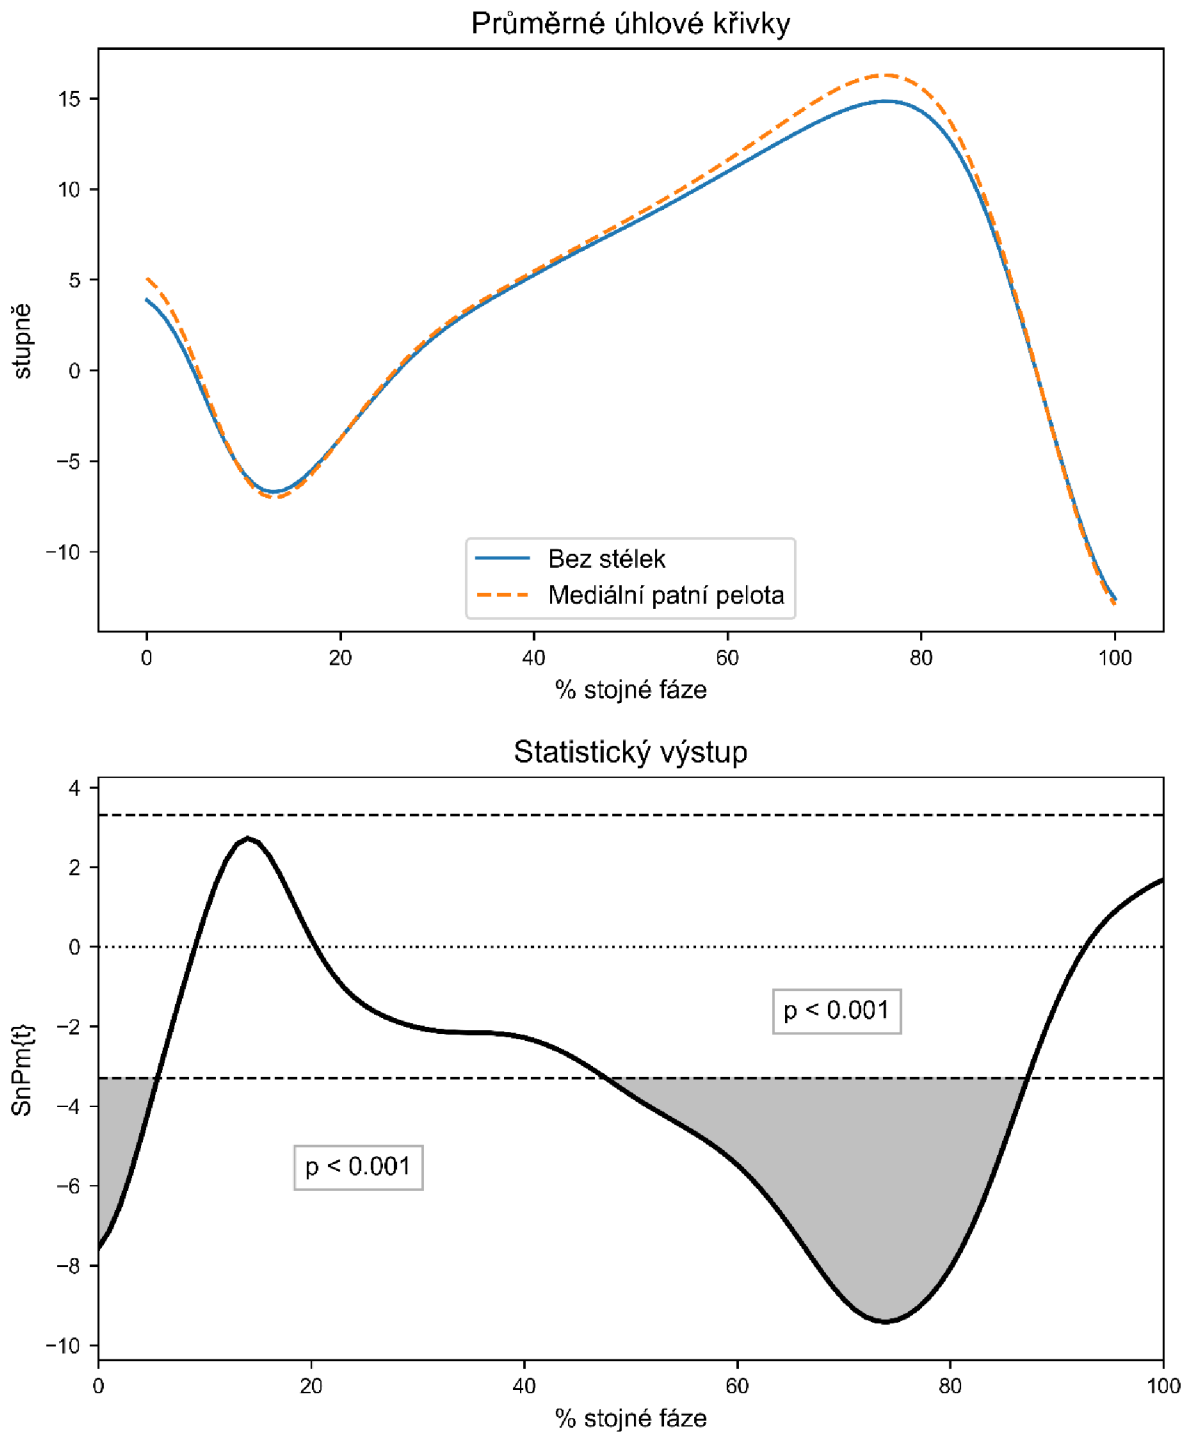 Průměrné úhlové křivky
15
10
5
0
−5
−10
stupně
Bez stélek
Mediální patní pelota
0 20 40 60 80 100
% stojné fáze
Statistický výstup
4
2
0
−2
−4
−6
−8
−10
SnPm{t}
p < 0.001
p < 0.001
0 20 40 60 80 100
% stojné fáze